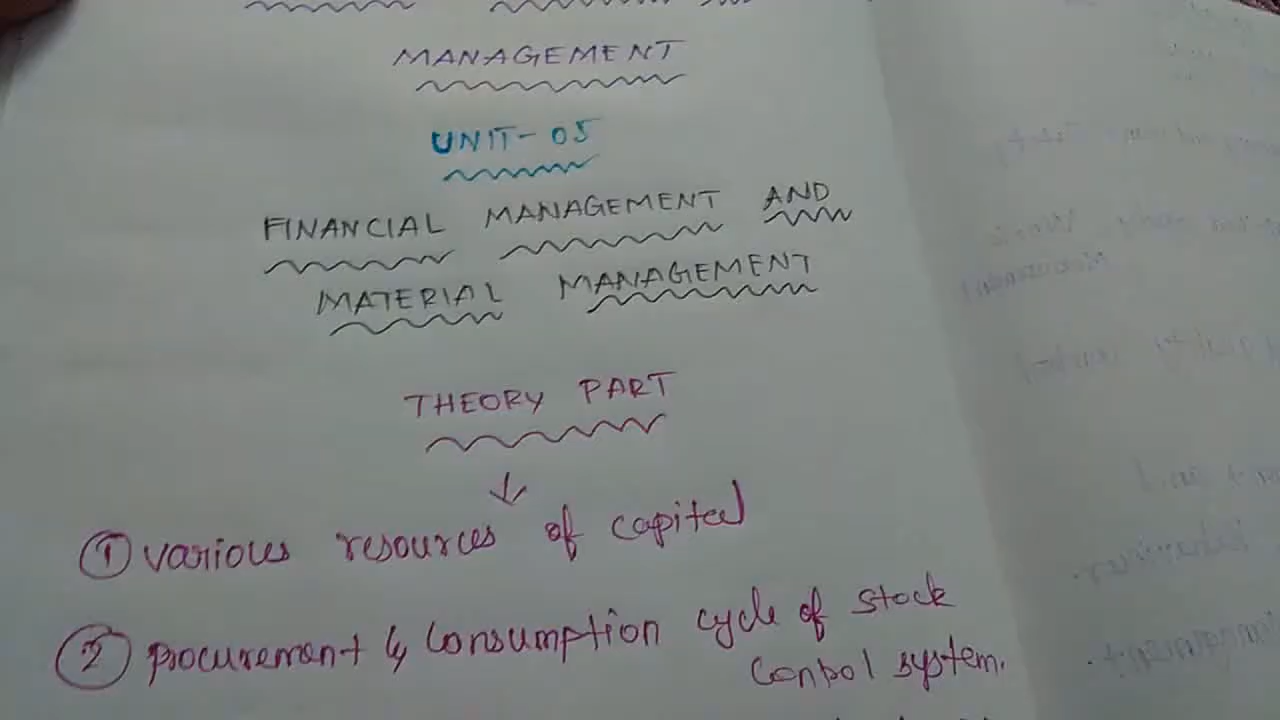 MANAGEMENT
UNIT-05
FINANCIAL MANAGEMENT AND
MATERIAL MANAGEMENT
THEORY PART
① various resources of capital
② procurement & Consumption cycle of stock
Control system.